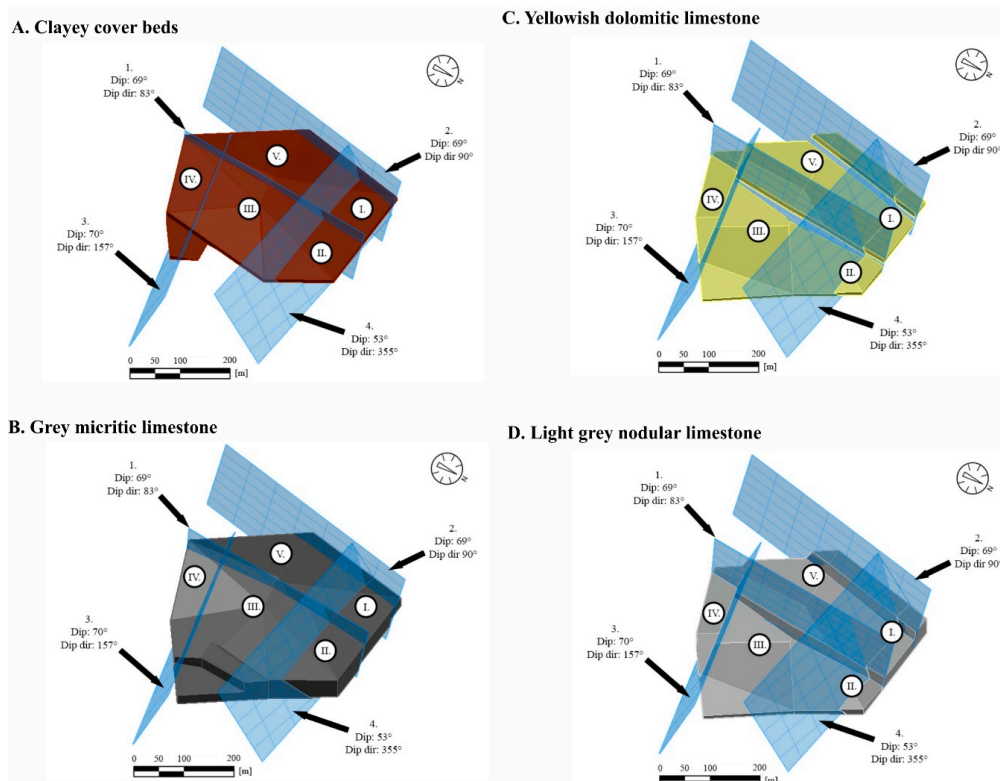 A. Clayey cover beds
1.
Dip: 69°
Dip dir: 83°
N
2.
Dip: 69°
Dip dir 90°
V.
IV.
III.
I.
II.
3.
Dip: 70°
Dip dir: 157°
4.
Dip: 53°
Dip dir: 355°
0 50 100 200
[m]
C. Yellowish dolomitic limestone
1.
Dip: 69°
Dip dir: 83°
N
2.
Dip: 69°
Dip dir 90°
V.
IV.
III.
I.
II.
3.
Dip: 70°
Dip dir: 157°
4.
Dip: 53°
Dip dir: 355°
0 50 100 200
[m]
B. Grey micritic limestone
1.
Dip: 69°
Dip dir: 83°
N
2.
Dip: 69°
Dip dir 90°
V.
IV.
III.
I.
II.
3.
Dip: 70°
Dip dir: 157°
4.
Dip: 53°
Dip dir: 355°
0 50 100 200
[m]
D. Light grey nodular limestone
1.
Dip: 69°
Dip dir: 83°
N
2.
Dip: 69°
Dip dir 90°
V.
IV.
III.
I.
II.
3.
Dip: 70°
Dip dir: 157°
4.
Dip: 53°
Dip dir: 355°
0 50 100 200
[m]